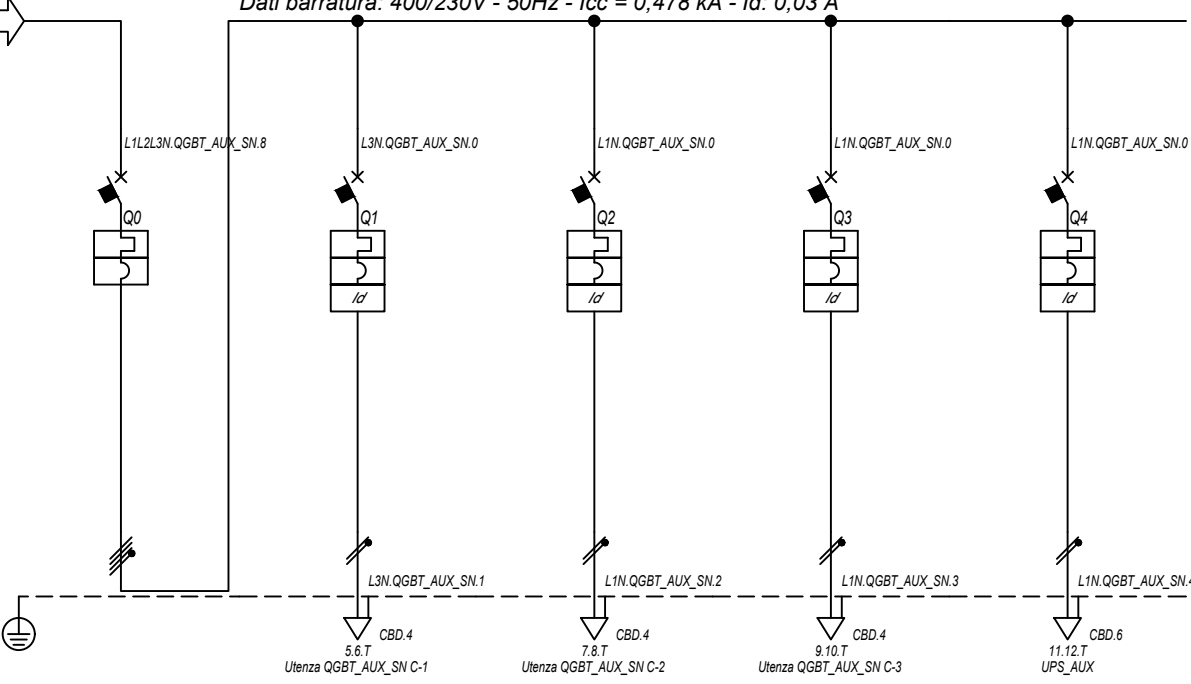 Dati barratura: 400/230V - 50Hz - Icc = 0,478 kA - Id: 0,03 A
L1L2L3N.QGBT_AUX_SN.8
L3N.QGBT_AUX_SN.0
L1N.QGBT_AUX_SN.0
L1N.QGBT_AUX_SN.0
L1N.QGBT_AUX_SN.0
Q0
Q1
Q2
Q3
Q4
Id
Id
Id
Id
L3N.QGBT_AUX_SN.1
L1N.QGBT_AUX_SN.2
L1N.QGBT_AUX_SN.3
L1N.QGBT_AUX_SN.4
CBD.4
CBD.4
CBD.4
CBD.6
5.6.T
7.8.T
9.10.T
11.12.T
Utenza QGBT_AUX_SN C-1
Utenza QGBT_AUX_SN C-2
Utenza QGBT_AUX_SN C-3
UPS_AUX